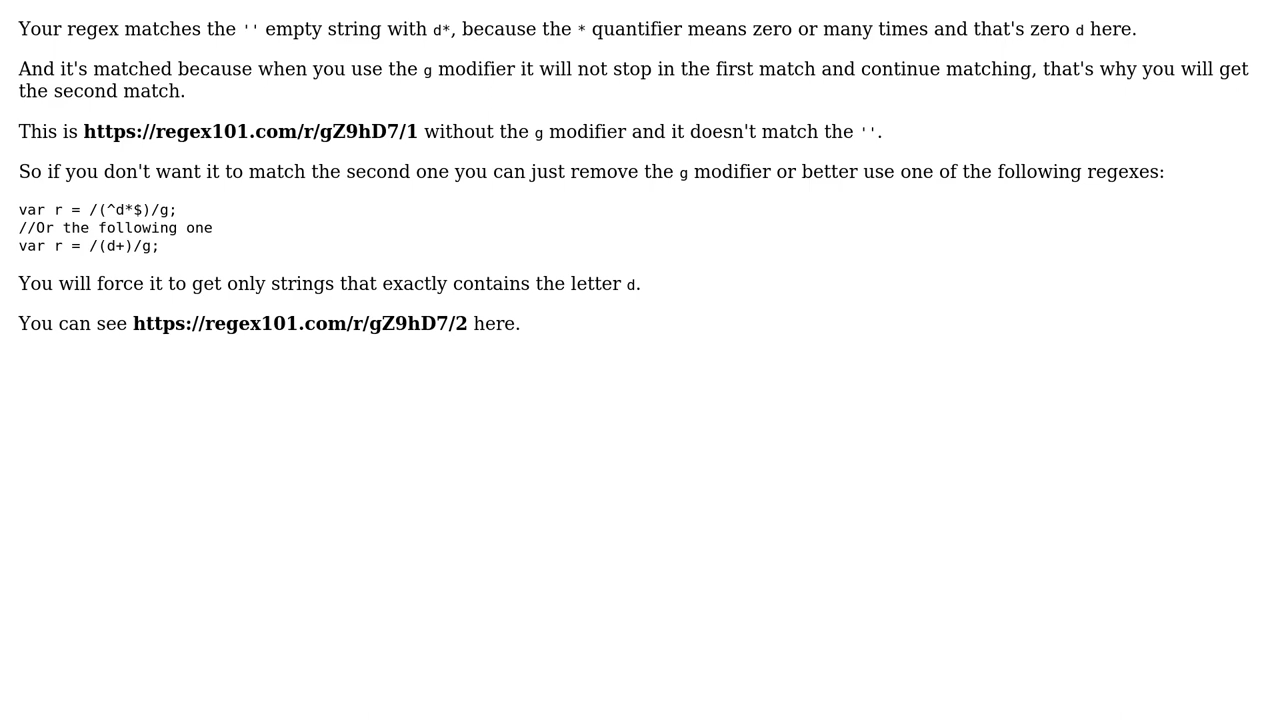 Your regex matches the '' empty string with d*, because the * quantifier means zero or many times and that's zero d here.
And it's matched because when you use the g modifier it will not stop in the first match and continue matching, that's why you will get
the second match.
This is https://regex101.com/r/gZ9hD7/1 without the g modifier and it doesn't match the ''.
So if you don't want it to match the second one you can just remove the g modifier or better use one of the following regexes:
var r = /(^d*$)/g;
//Or the following one
var r = /(d+)/g;
You will force it to get only strings that exactly contains the letter d.
You can see https://regex101.com/r/gZ9hD7/2 here.